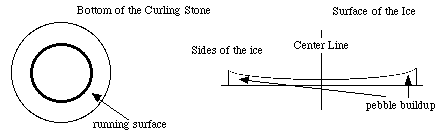 Bottom of the Curling Stone
Surface of the Ice
Sides of the ice
Center Line
running surface
pebble buildup